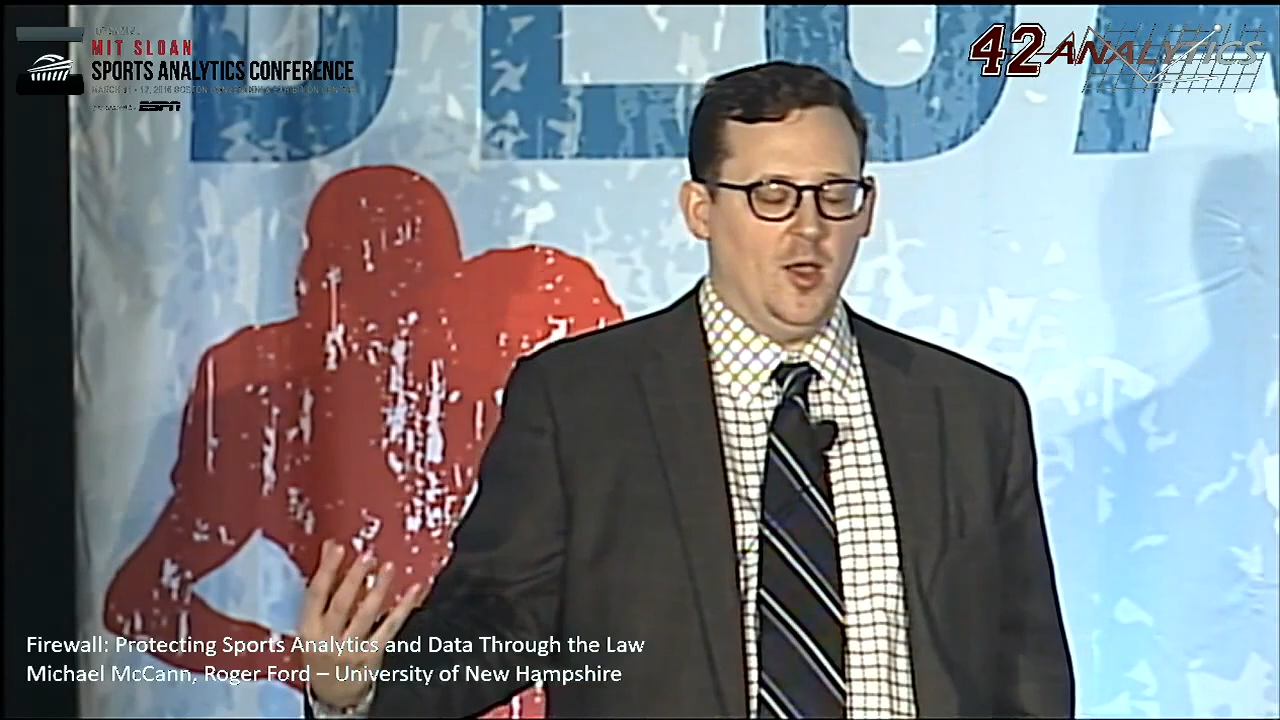 MIT SLOAN
SPORTS ANALYTICS CONFERENCE
ESPN
42 ANALYTICS
Firewall: Protecting Sports Analytics and Data Through the Law
Michael McCann, Roger Ford – University of New Hampshire